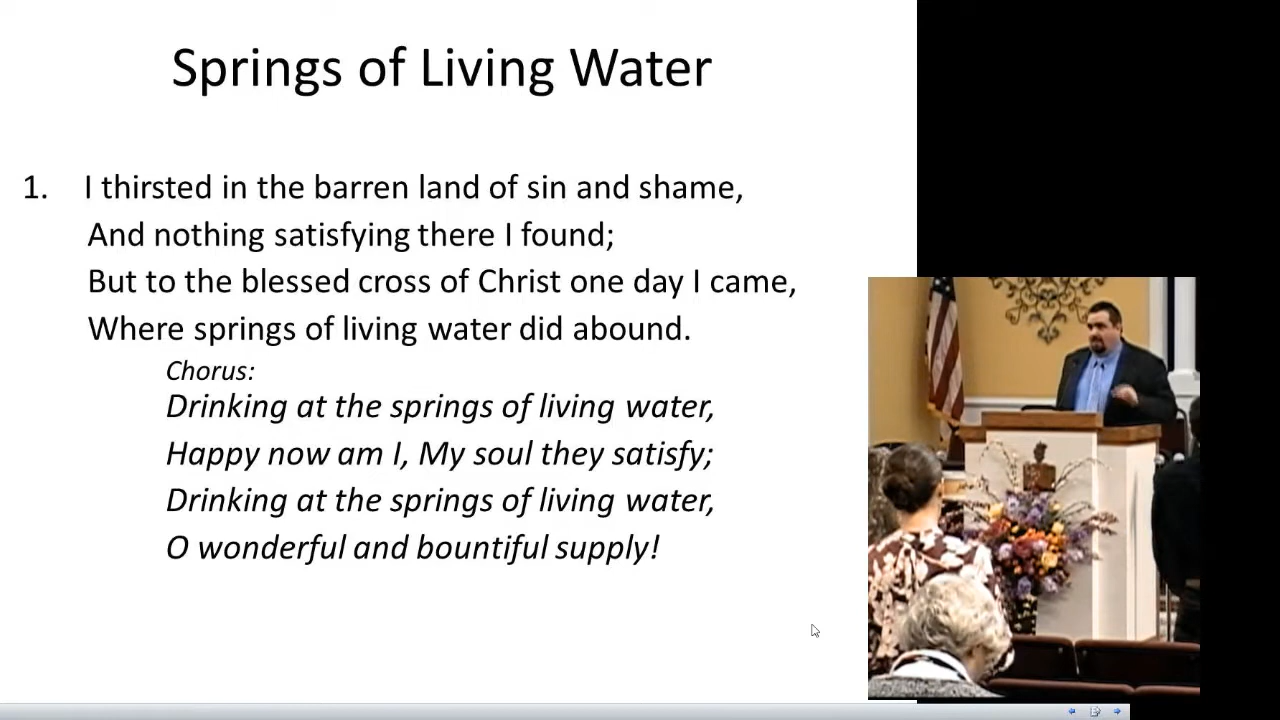 Springs of Living Water
1. I thirsted in the barren land of sin and shame,
And nothing satisfying there I found;
But to the blessed cross of Christ one day I came,
Where springs of living water did abound.
Chorus:
Drinking at the springs of living water,
Happy now am I, My soul they satisfy;
Drinking at the springs of living water,
O wonderful and bountiful supply!